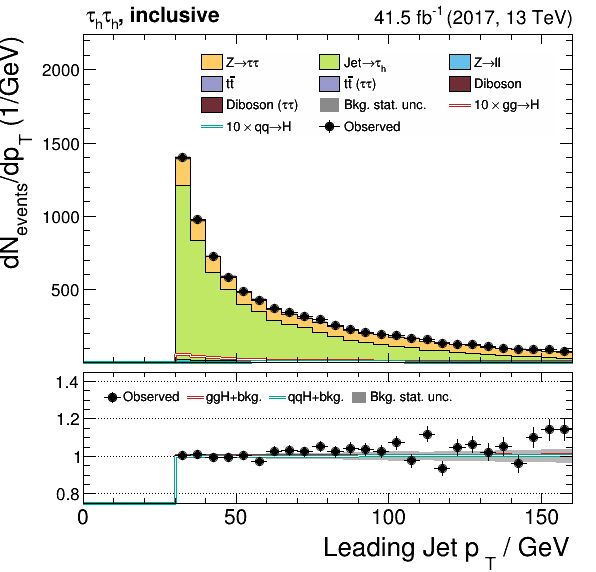 τhτh, inclusive 41.5 fb⁻¹ (2017, 13 TeV)
dNevents/dpT (1/GeV)
2000
1500
1000
500
Z→ττ Jet→τh Z→ll
tt̄ tt̄ (ττ) Diboson
Diboson (ττ) Bkg. stat. unc. 10 × gg→H
10 × qq→H Observed
1.4
1.2
1
0.8
Observed ggH+bkg. qqH+bkg. Bkg. stat. unc.
0 50 100 150
Leading Jet pT / GeV